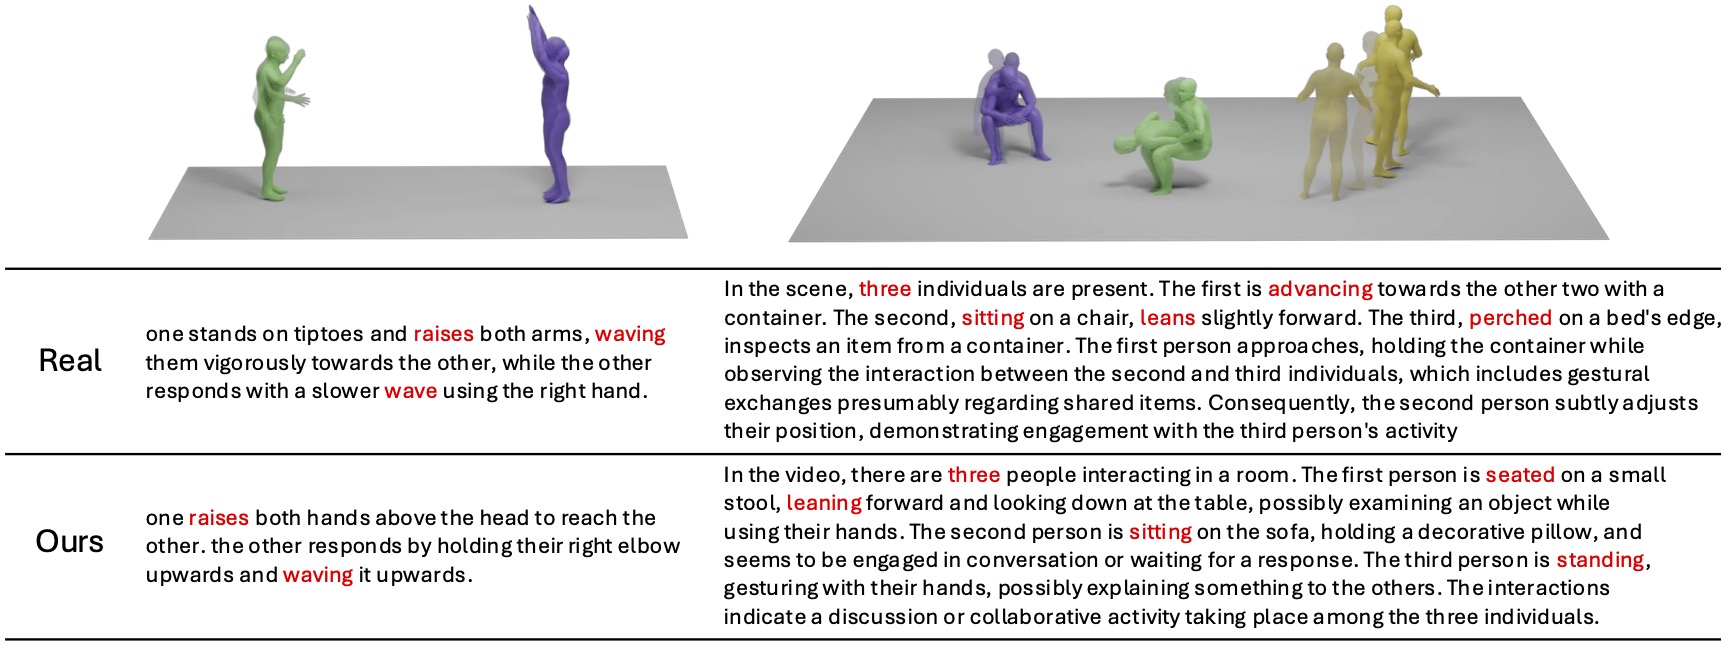 Real
one stands on tiptoes and raises both arms, waving
them vigorously towards the other, while the other
responds with a slower wave using the right hand.
In the scene, three individuals are present. The first is advancing towards the other two with a
container. The second, sitting on a chair, leans slightly forward. The third, perched on a bed's edge,
inspects an item from a container. The first person approaches, holding the container while
observing the interaction between the second and third individuals, which includes gestural
exchanges presumably regarding shared items. Consequently, the second person subtly adjusts
their position, demonstrating engagement with the third person's activity
Ours
one raises both hands above the head to reach the
other. the other responds by holding their right elbow
upwards and waving it upwards.
In the video, there are three people interacting in a room. The first person is seated on a small
stool, leaning forward and looking down at the table, possibly examining an object while
using their hands. The second person is sitting on the sofa, holding a decorative pillow, and
seems to be engaged in conversation or waiting for a response. The third person is standing,
gesturing with their hands, possibly explaining something to the others. The interactions
indicate a discussion or collaborative activity taking place among the three individuals.